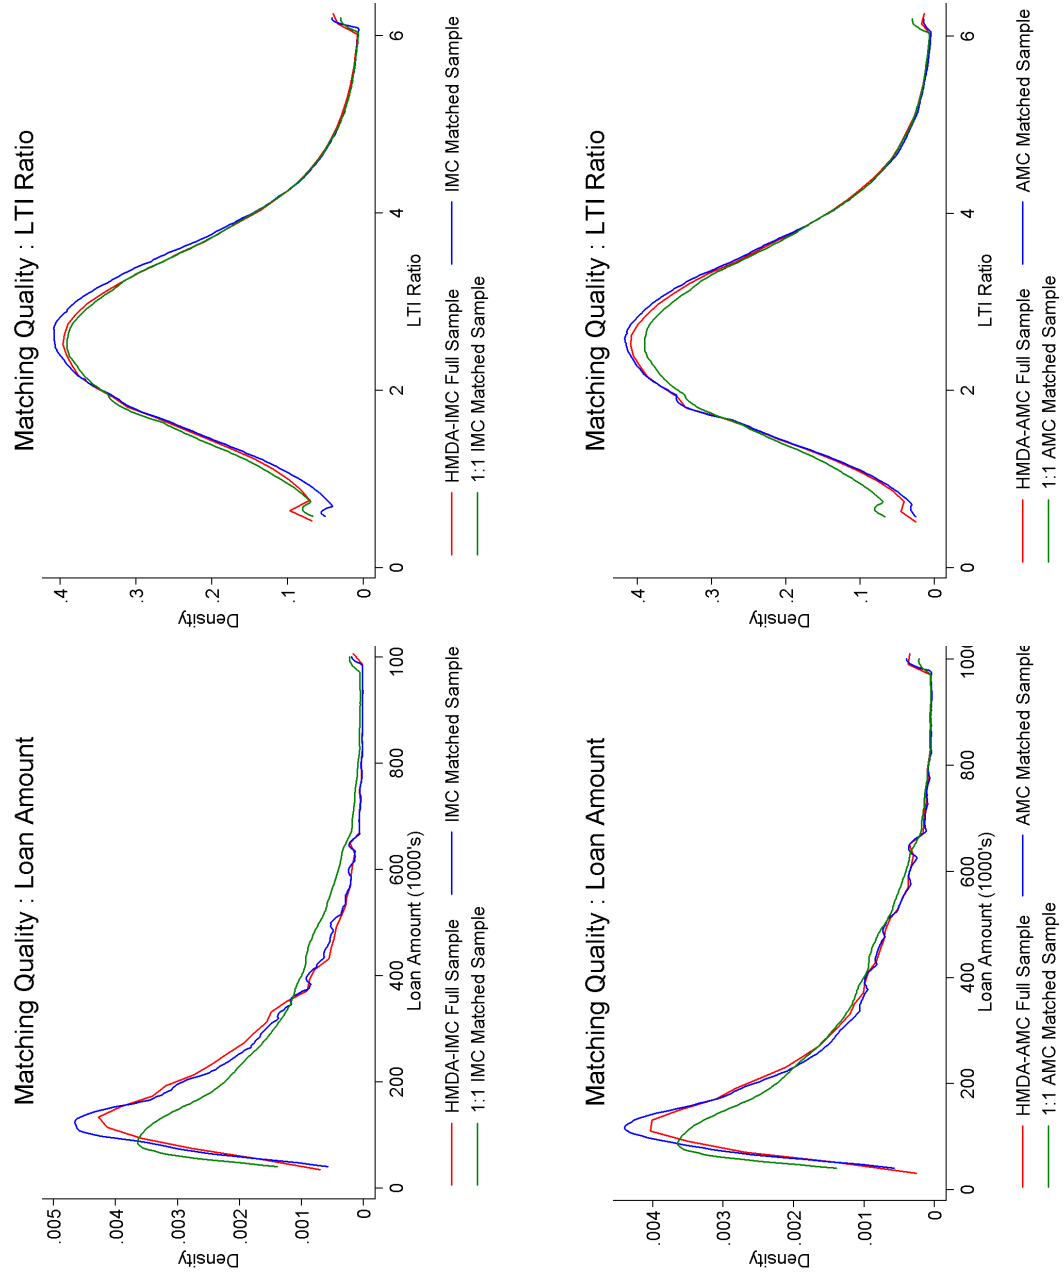 Matching Quality : Loan Amount
Density
.005
.004
.003
.002
.001
0
0
200
400
600
800
100
Loan Amount (1000's)
HMDA-IMC Full Sample
IMC Matched Sample
1:1 IMC Matched Sample
Matching Quality : LTI Ratio
Density
.4
.3
.2
.1
0
0
2
4
6
LTI Ratio
HMDA-IMC Full Sample
IMC Matched Sample
1:1 IMC Matched Sample
Matching Quality : Loan Amount
Density
.004
.003
.002
.001
0
0
200
400
600
800
100
Loan Amount (1000's)
HMDA-AMC Full Sample
AMC Matched Sample
1:1 AMC Matched Sample
Matching Quality : LTI Ratio
Density
.4
.3
.2
.1
0
0
2
4
6
LTI Ratio
HMDA-AMC Full Sample
AMC Matched Sample
1:1 AMC Matched Sample